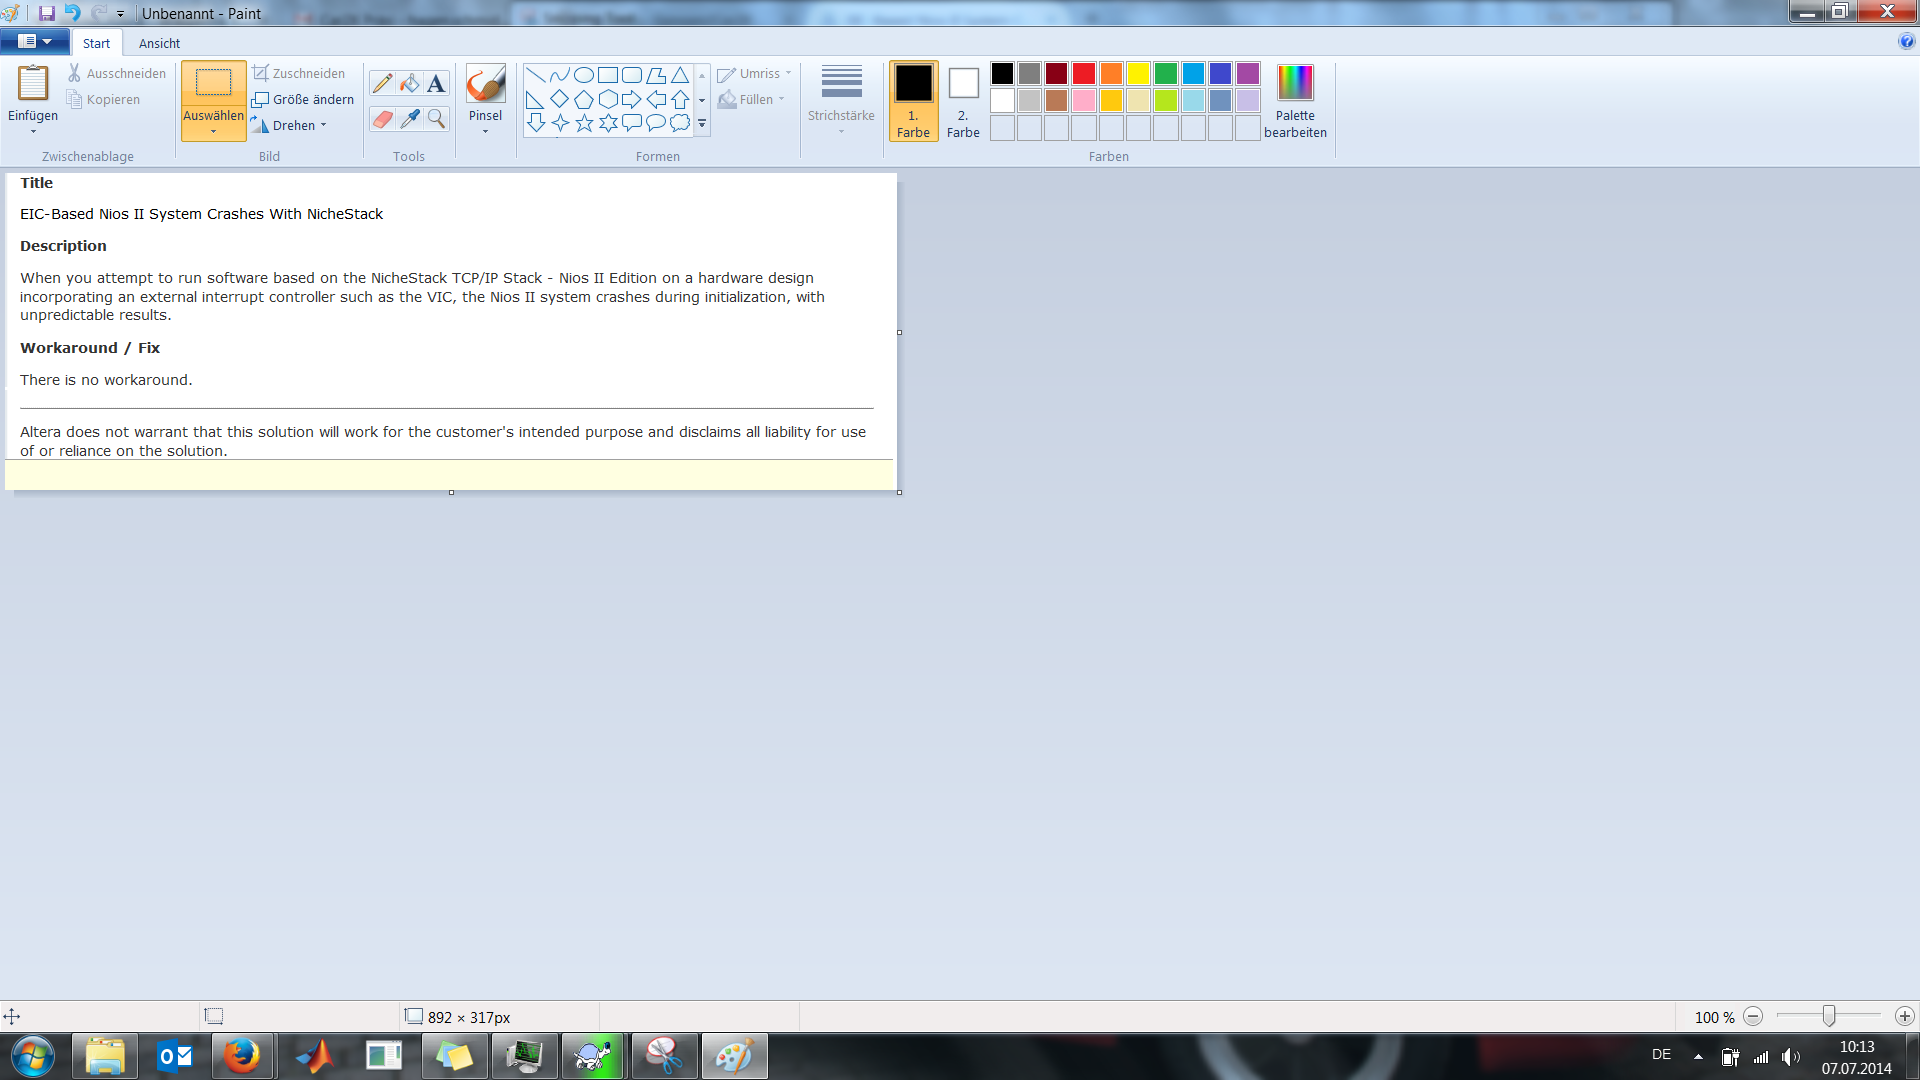 Unbenannt - Paint
Start
Ansicht
Einfügen
Ausschneiden
Kopieren
Zwischenablage
Auswählen
Zuschneiden
Größe ändern
Drehen
Bild
A
Tools
Pinsel
Umriss
Füllen
Formen
Strichstärke
1.
Farbe
2.
Farbe
Palette
bearbeiten
Farben
Title
EIC-Based Nios II System Crashes With NicheStack
Description
When you attempt to run software based on the NicheStack TCP/IP Stack - Nios II Edition on a hardware design
incorporating an external interrupt controller such as the VIC, the Nios II system crashes during initialization, with
unpredictable results.
Workaround / Fix
There is no workaround.
Altera does not warrant that this solution will work for the customer's intended purpose and disclaims all liability for use
of or reliance on the solution.
892 × 317px
100 %
DE
10:13
07.07.2014